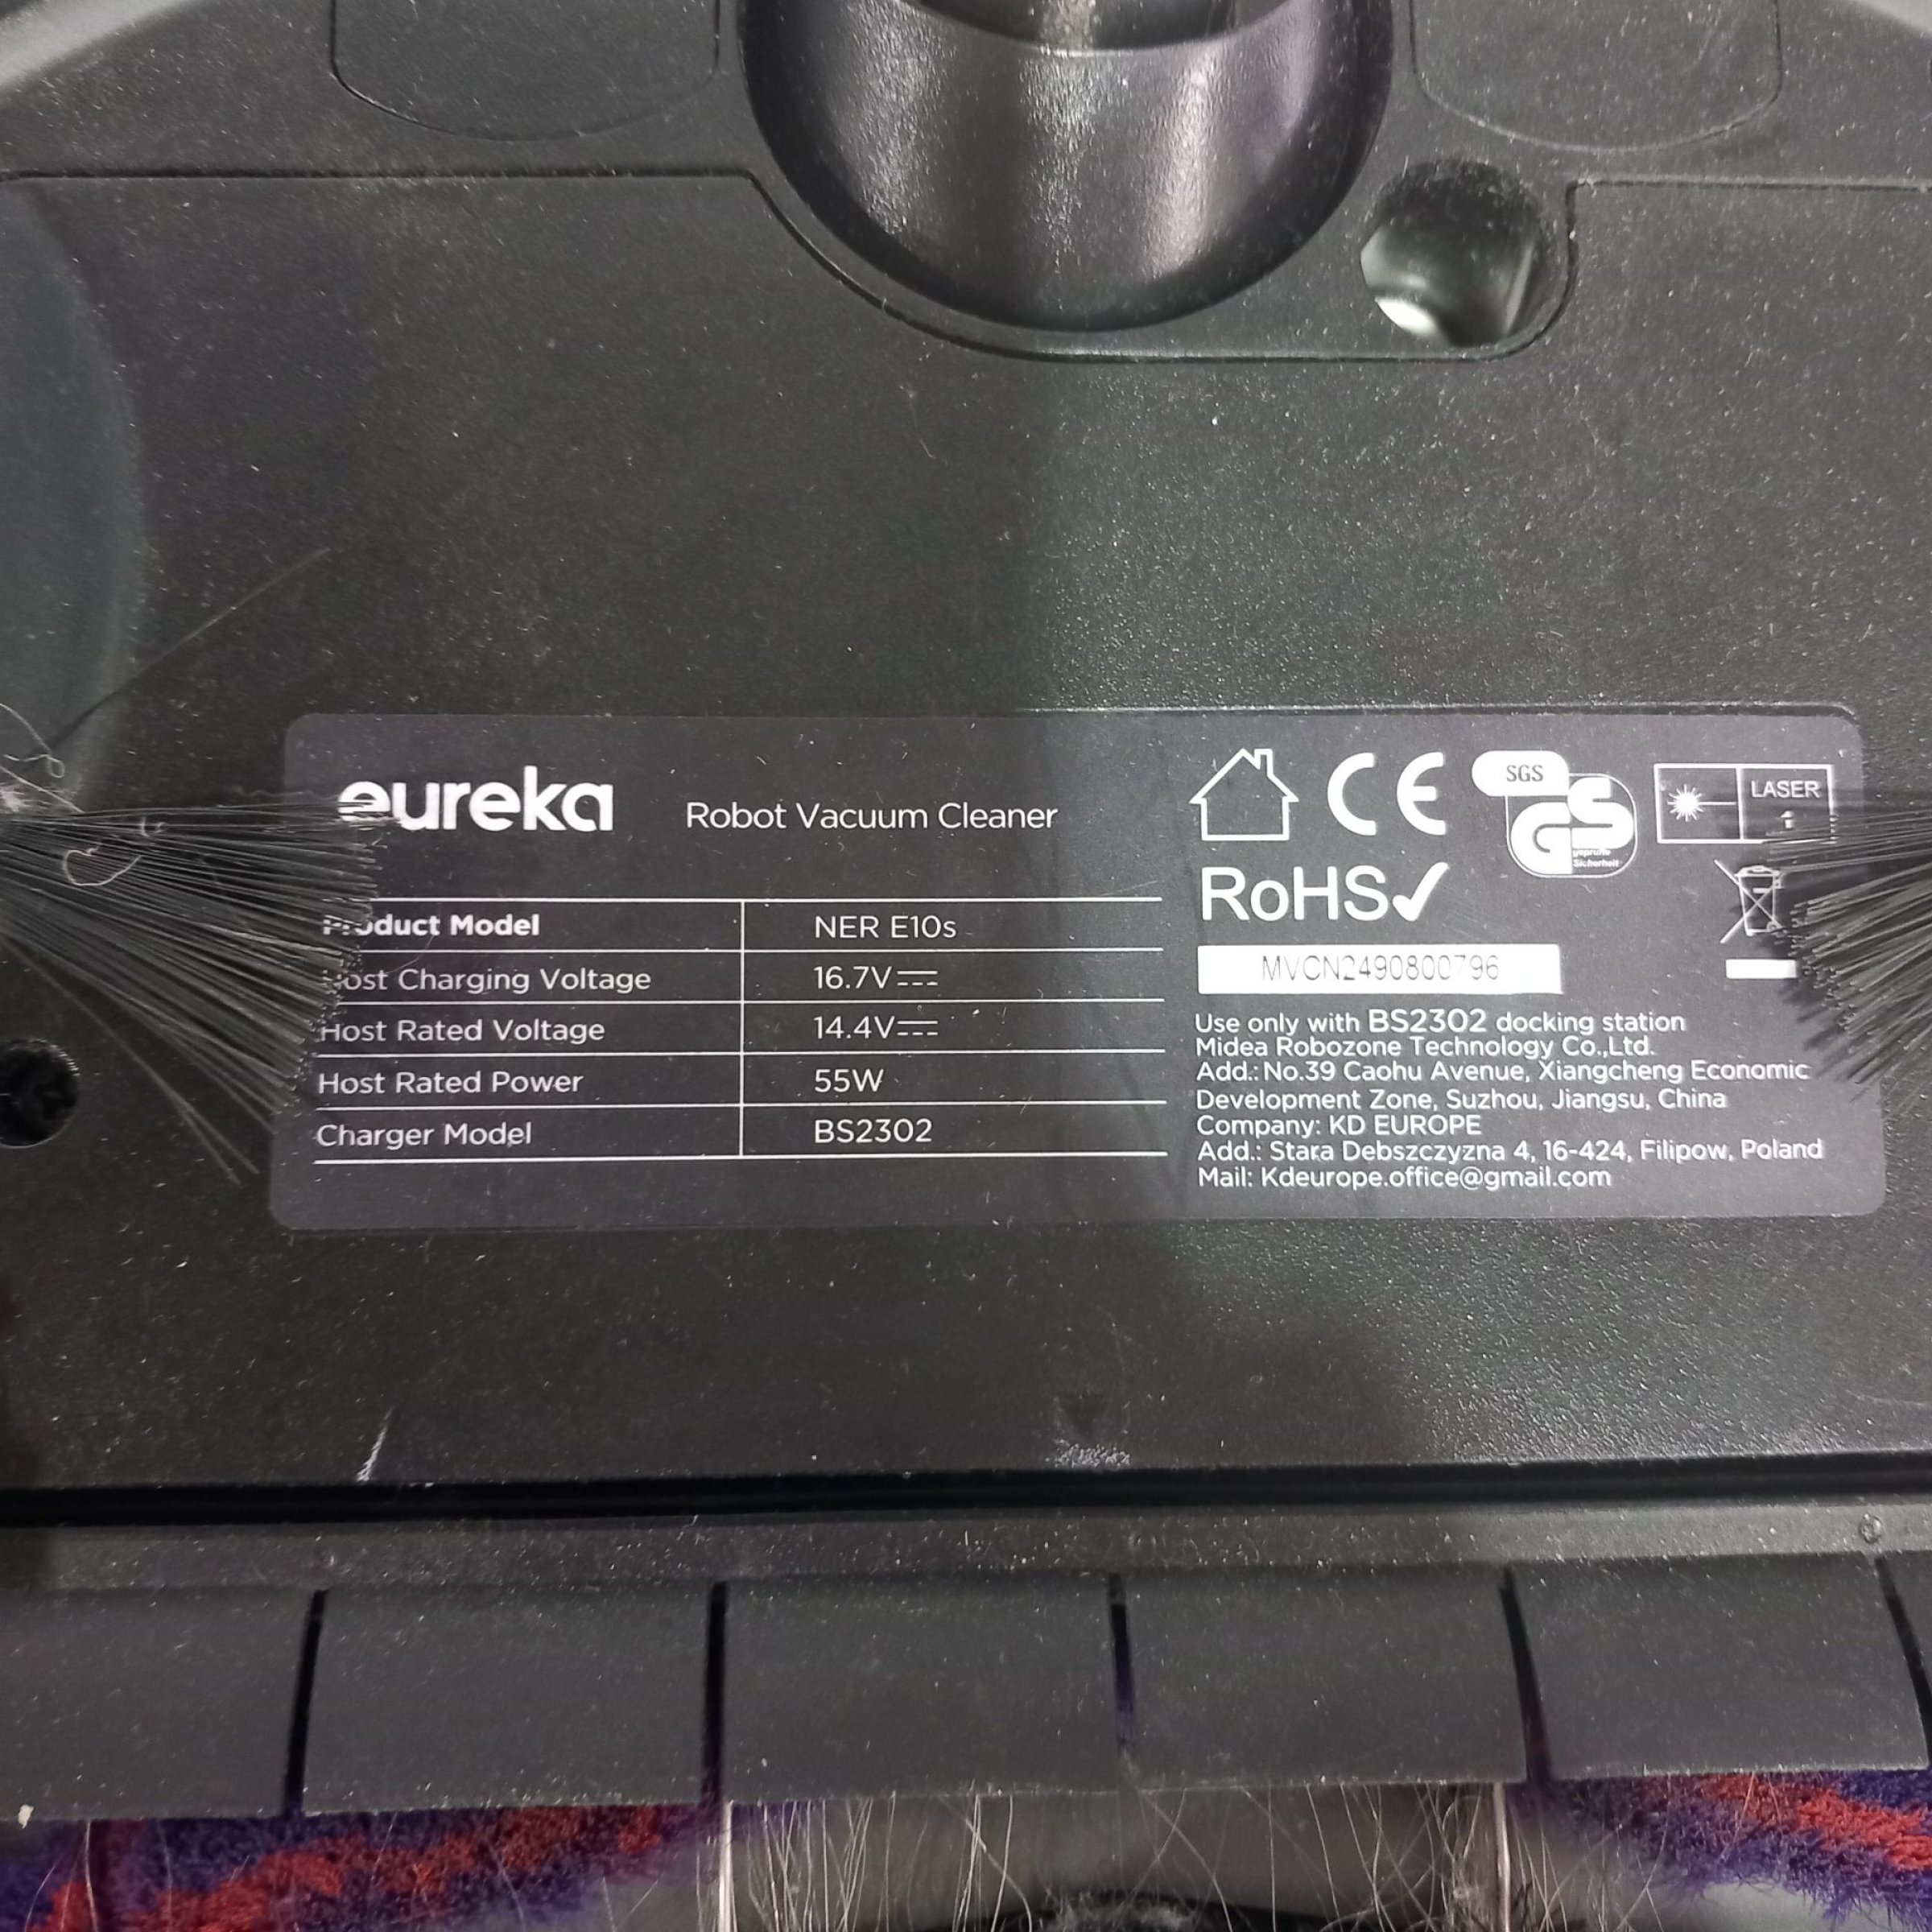 eureka Robot Vacuum Cleaner
Product Model NER E10s
Host Charging Voltage 16.7V
Host Rated Voltage 14.4V
Host Rated Power 55W
Charger Model BS2302
CE
SGS
GS
geprüfte
Sicherheit
LASER
1
RoHS✓
MVCN2490800796
Use only with BS2302 docking station
Midea Robozone Technology Co.,Ltd.
Add.: No.39 Caohu Avenue, Xiangcheng Economic
Development Zone, Suzhou, Jiangsu, China
Company: KD EUROPE
Add.: Stara Debszczyzna 4, 16-424, Filipow, Poland
Mail: Kdeurope.office@gmail.com